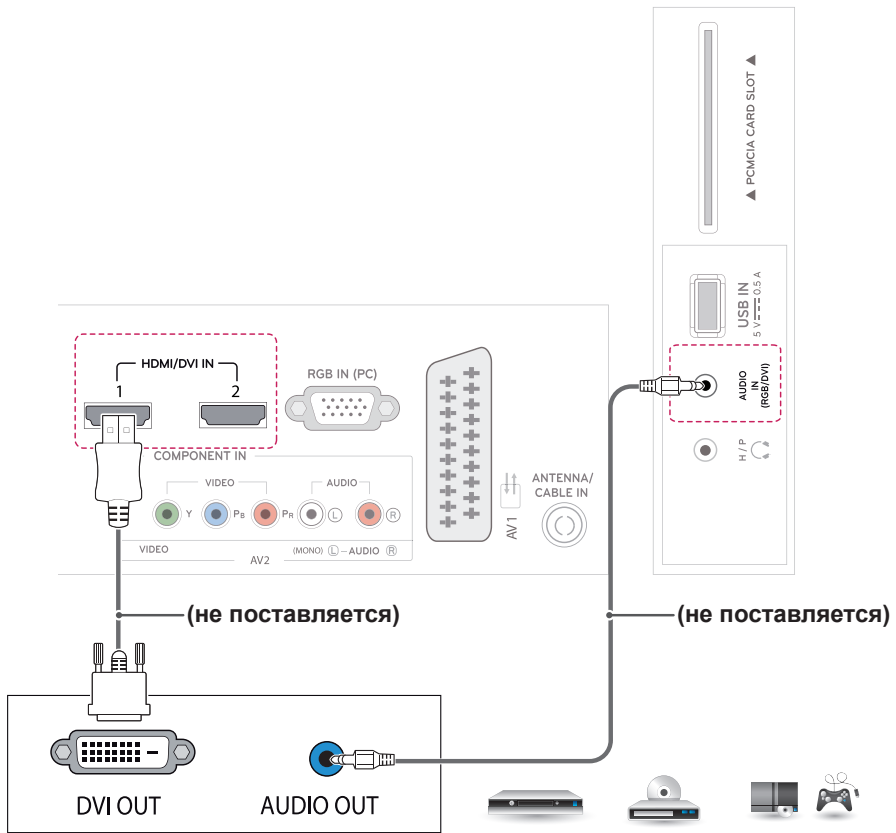 ▲ PCMCIA CARD SLOT ▲
USB IN
5 V 0.5 A
AUDIO
IN
(RGB/DVI)
H / P
HDMI/DVI IN
1 2
RGB IN (PC)
COMPONENT IN
VIDEO AUDIO
Y PB PR L R
VIDEO
AV2
(MONO) L – AUDIO R
AV1
ANTENNA/
CABLE IN
(не поставляется)
(не поставляется)
DVI OUT
AUDIO OUT